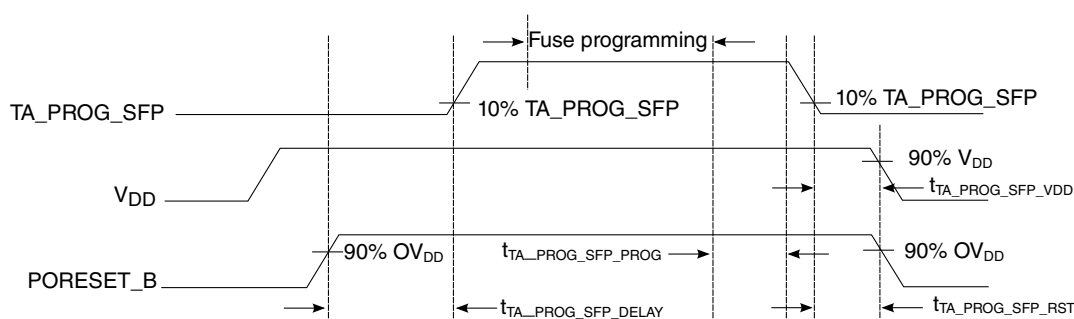 Fuse programming
TA_PROG_SFP
10% TA_PROG_SFP
10% TA_PROG_SFP
VDD
90% VDD
tTA_PROG_SFP_VDD
PORESET_B
90% OVDD
tTA_PROG_SFP_PROG
90% OVDD
tTA_PROG_SFP_DELAY
tTA_PROG_SFP_RST